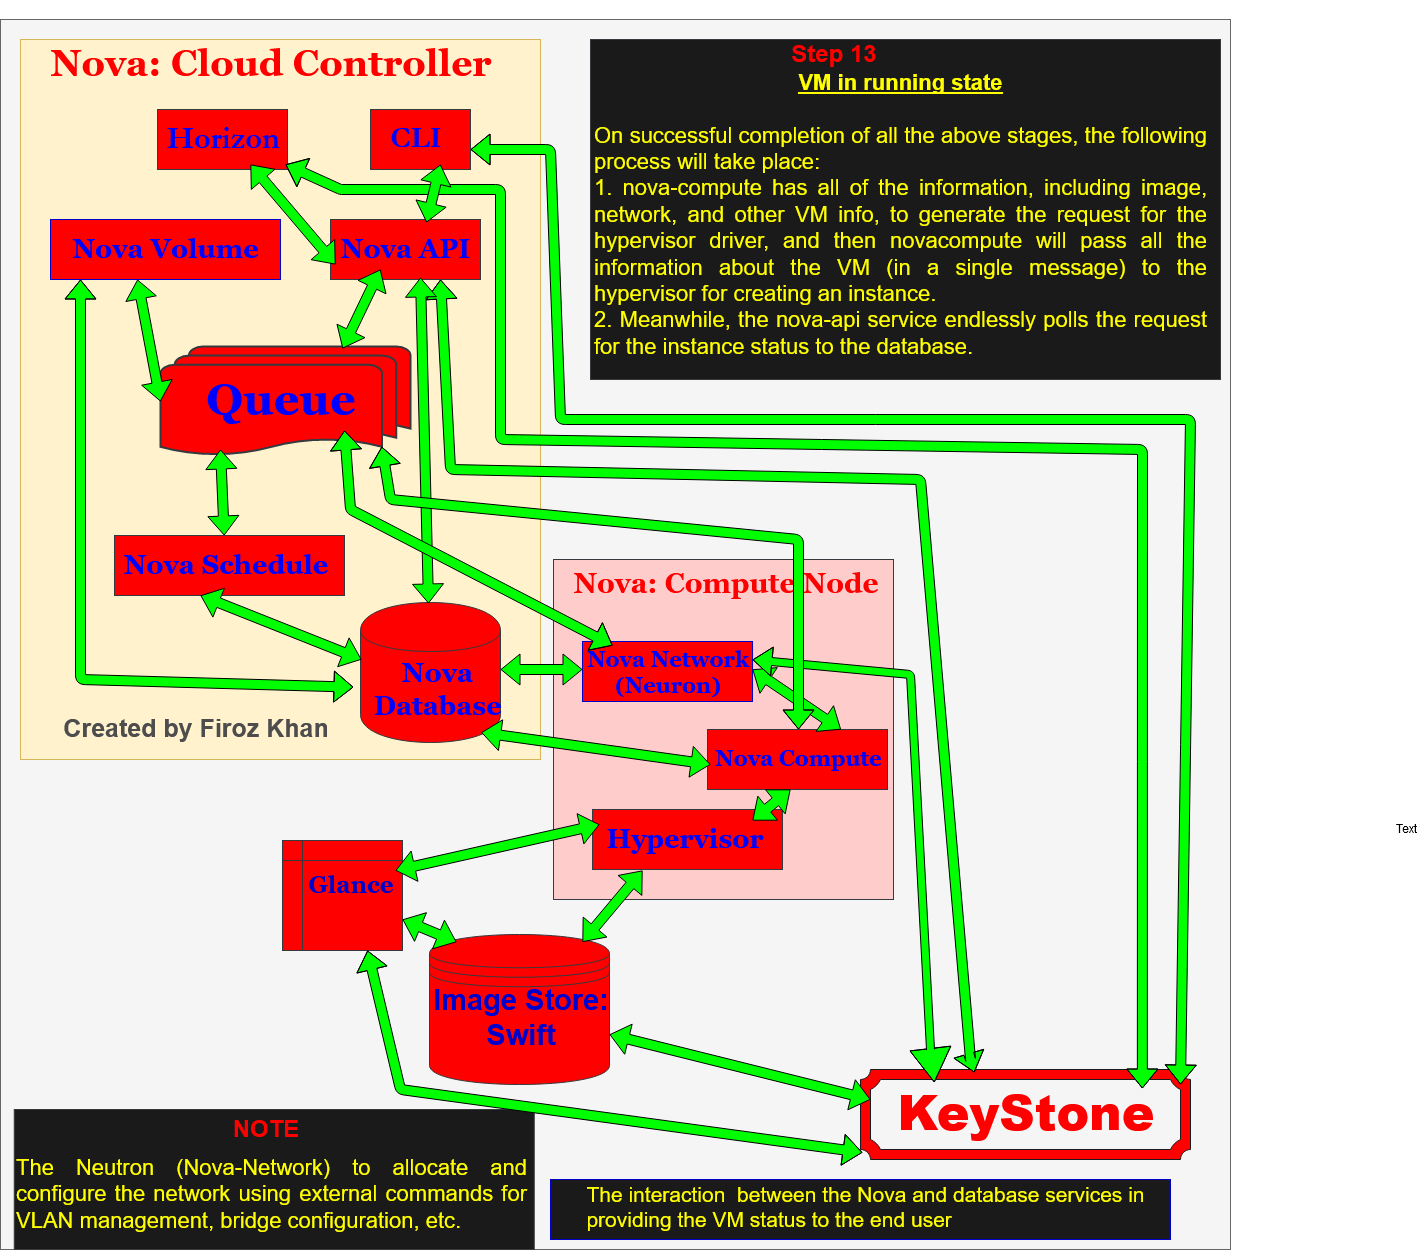 Nova: Cloud Controller
Step 13
VM in running state
Horizon
CLI
On successful completion of all the above stages, the following
process will take place:
1. nova-compute has all of the information, including image,
network, and other VM info, to generate the request for the
hypervisor driver, and then novacompute will pass all the
information about the VM (in a single message) to the
hypervisor for creating an instance.
2. Meanwhile, the nova-api service endlessly polls the request
for the instance status to the database.
Nova Volume
Nova API
Queue
Nova Schedule
Nova: Compute Node
Nova Network
(Neuron)
Nova
Database
Created by Firoz Khan
Nova Compute
Hypervisor
Text
Glance
Image Store:
Swift
KeyStone
NOTE
The Neutron (Nova-Network) to allocate and
configure the network using external commands for
VLAN management, bridge configuration, etc.
The interaction between the Nova and database services in
providing the VM status to the end user